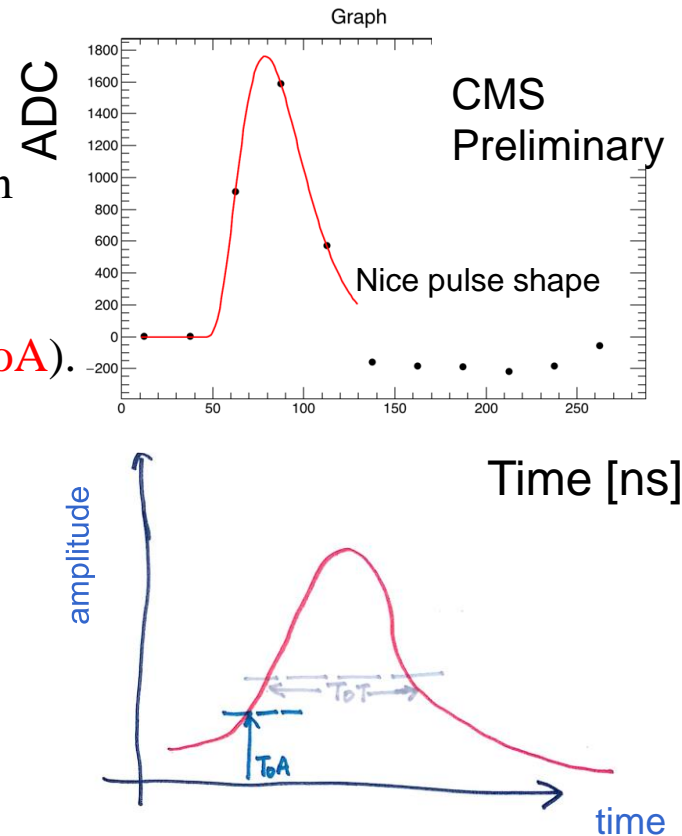 Graph
ADC
1800
1600
1400
1200
1000
800
600
400
200
0
−200
0 50 100 150 200 250
CMS
Preliminary
n
Nice pulse shape
oA).
Time [ns]
amplitude
ToT
ToA
time